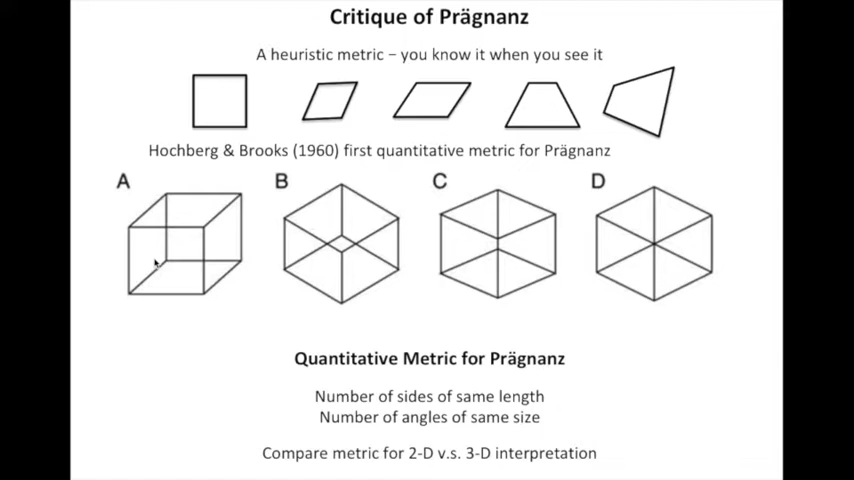 Critique of Prägnanz
A heuristic metric – you know it when you see it
Hochberg & Brooks (1960) first quantitative metric for Prägnanz
A B C D
Quantitative Metric for Prägnanz
Number of sides of same length
Number of angles of same size
Compare metric for 2-D v.s. 3-D interpretation